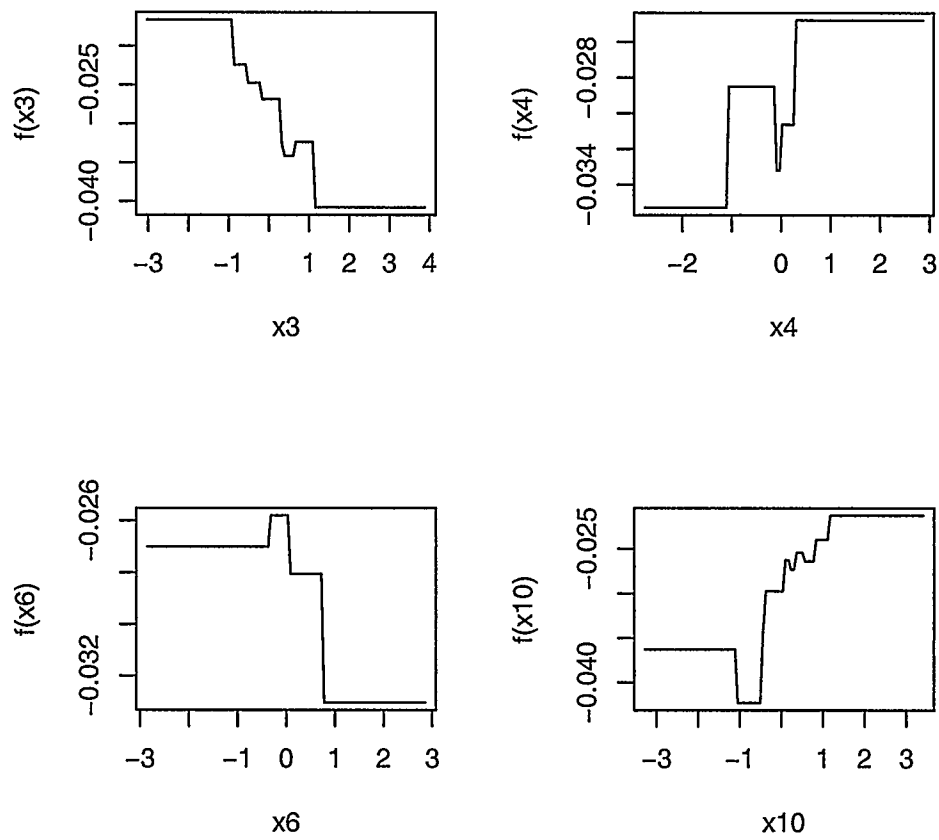 f(x3)
-0.040 -0.025
-3 -1 1 2 3 4
x3
f(x4)
-0.034 -0.028
-2 0 1 2 3
x4
f(x6)
-0.032 -0.026
-3 -1 0 1 2 3
x6
f(x10)
-0.040 -0.025
-3 -1 1 2 3
x10